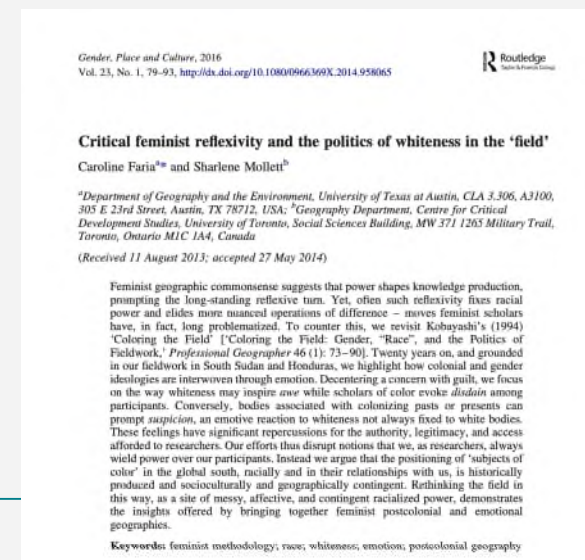 Gender, Place and Culture, 2016
Vol. 23, No. 1, 79–93, http://dx.doi.org/10.1080/0966369X.2014.958065
Routledge
Taylor & Francis Group
Critical feminist reflexivity and the politics of whiteness in the ‘field’
Caroline Fariaa* and Sharlene Mollettb
aDepartment of Geography and the Environment, University of Texas at Austin, CLA 3.306, A3100,
305 E 23rd Street, Austin, TX 78712, USA; bGeography Department, Centre for Critical
Development Studies, University of Toronto, Social Sciences Building, MW 371 1265 Military Trail,
Toronto, Ontario M1C 1A4, Canada
(Received 11 August 2013; accepted 27 May 2014)
Feminist geographic commonsense suggests that power shapes knowledge production,
prompting the long-standing reflexive turn. Yet, often such reflexivity fixes racial
power and elides more nuanced operations of difference – moves feminist scholars
have, in fact, long problematized. To counter this, we revisit Kobayashi’s (1994)
‘Coloring the Field’ [‘Coloring the Field: Gender, “Race”, and the Politics of
Fieldwork,’ Professional Geographer 46 (1): 73–90]. Twenty years on, and grounded
in our fieldwork in South Sudan and Honduras, we highlight how colonial and gender
ideologies are interwoven through emotion. Decentering a concern with guilt, we focus
on the way whiteness may inspire awe while scholars of color evoke disdain among
participants. Conversely, bodies associated with colonizing pasts or presents can
prompt suspicion, an emotive reaction to whiteness not always fixed to white bodies.
These feelings have significant repercussions for the authority, legitimacy, and access
afforded to researchers. Our efforts thus disrupt notions that we, as researchers, always
wield power over our participants. Instead we argue that the positioning of ‘subjects of
color’ in the global south, racially and in their relationships with us, is historically
produced and socioculturally and geographically contingent. Rethinking the field in
this way, as a site of messy, affective, and contingent racialized power, demonstrates
the insights offered by bringing together feminist postcolonial and emotional
geographies.
Keywords: feminist methodology; race; whiteness; emotion; postcolonial geography